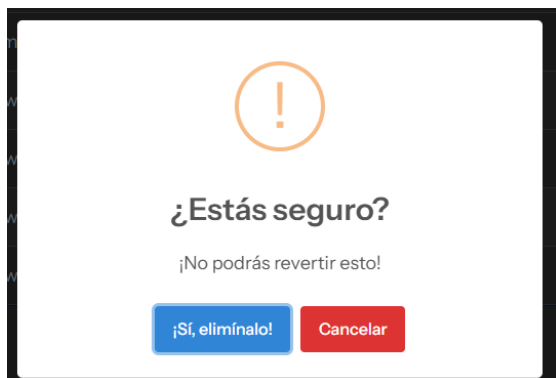 ¿Estás seguro?
¡No podrás revertir esto!
¡Sí, elimínalo!
Cancelar